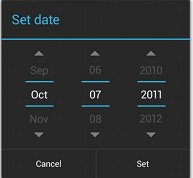 Set date
Sep 06 2010
Oct 07 2011
Nov 08 2012
Cancel Set